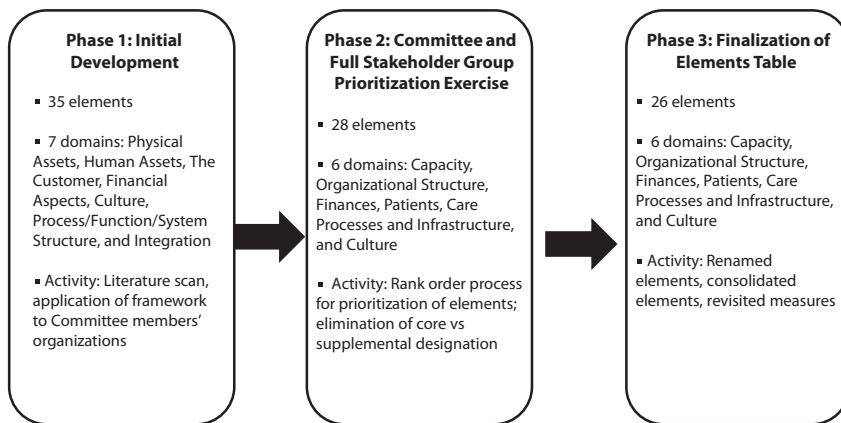 Phase 1: Initial
Development
▪ 35 elements
▪ 7 domains: Physical
Assets, Human Assets, The
Customer, Financial
Aspects, Culture,
Process/Function/System
Structure, and Integration
▪ Activity: Literature scan,
application of framework
to Committee members’
organizations
Phase 2: Committee and
Full Stakeholder Group
Prioritization Exercise
▪ 28 elements
▪ 6 domains: Capacity,
Organizational Structure,
Finances, Patients, Care
Processes and Infrastructure,
and Culture
▪ Activity: Rank order process
for prioritization of elements;
elimination of core vs
supplemental designation
Phase 3: Finalization of
Elements Table
▪ 26 elements
▪ 6 domains: Capacity,
Organizational Structure,
Finances, Patients, Care
Processes and Infrastructure,
and Culture
▪ Activity: Renamed
elements, consolidated
elements, revisited measures